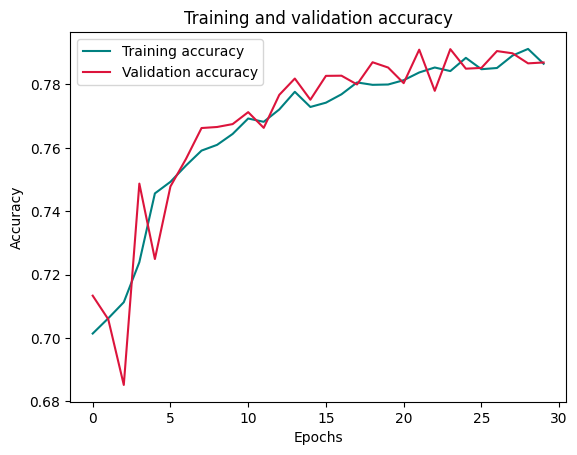 Training and validation accuracy
Training accuracy
Validation accuracy
Accuracy
0.78
0.76
0.74
0.72
0.70
0.68
0
5
10
15
20
25
30
Epochs